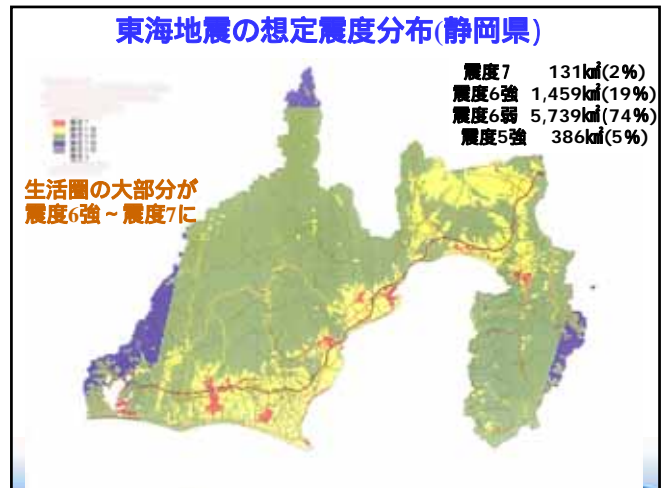 東海地震の想定震度分布(静岡県)
震度7 131㎢(2%)
震度6強 1,459㎢(19%)
震度6弱 5,739㎢(74%)
震度5強 386㎢(5%)
生活圏の大部分が
震度6強~震度7に